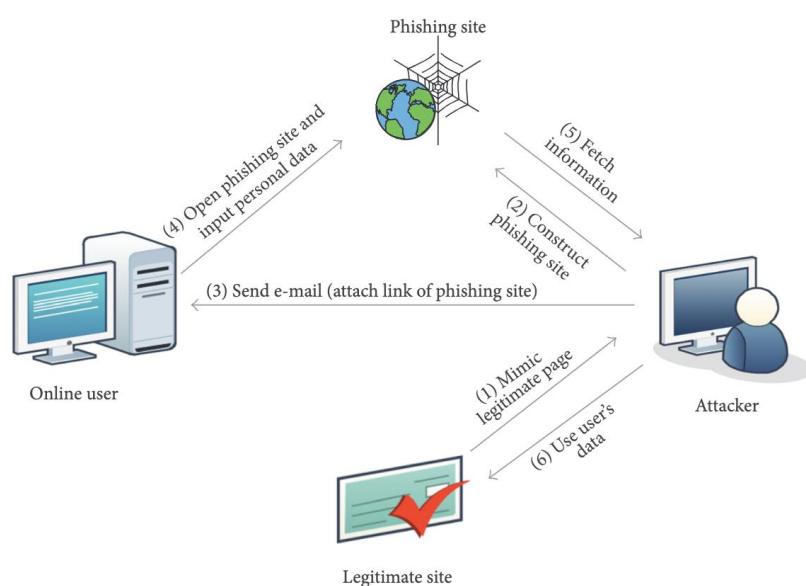 Phishing site
(4) Open phishing site and
input personal data
(5) Fetch
information
(2) Construct
phishing site
(3) Send e-mail (attach link of phishing site)
Online user
(1) Mimic
legitimate page
Attacker
(6) Use user's
data
Legitimate site